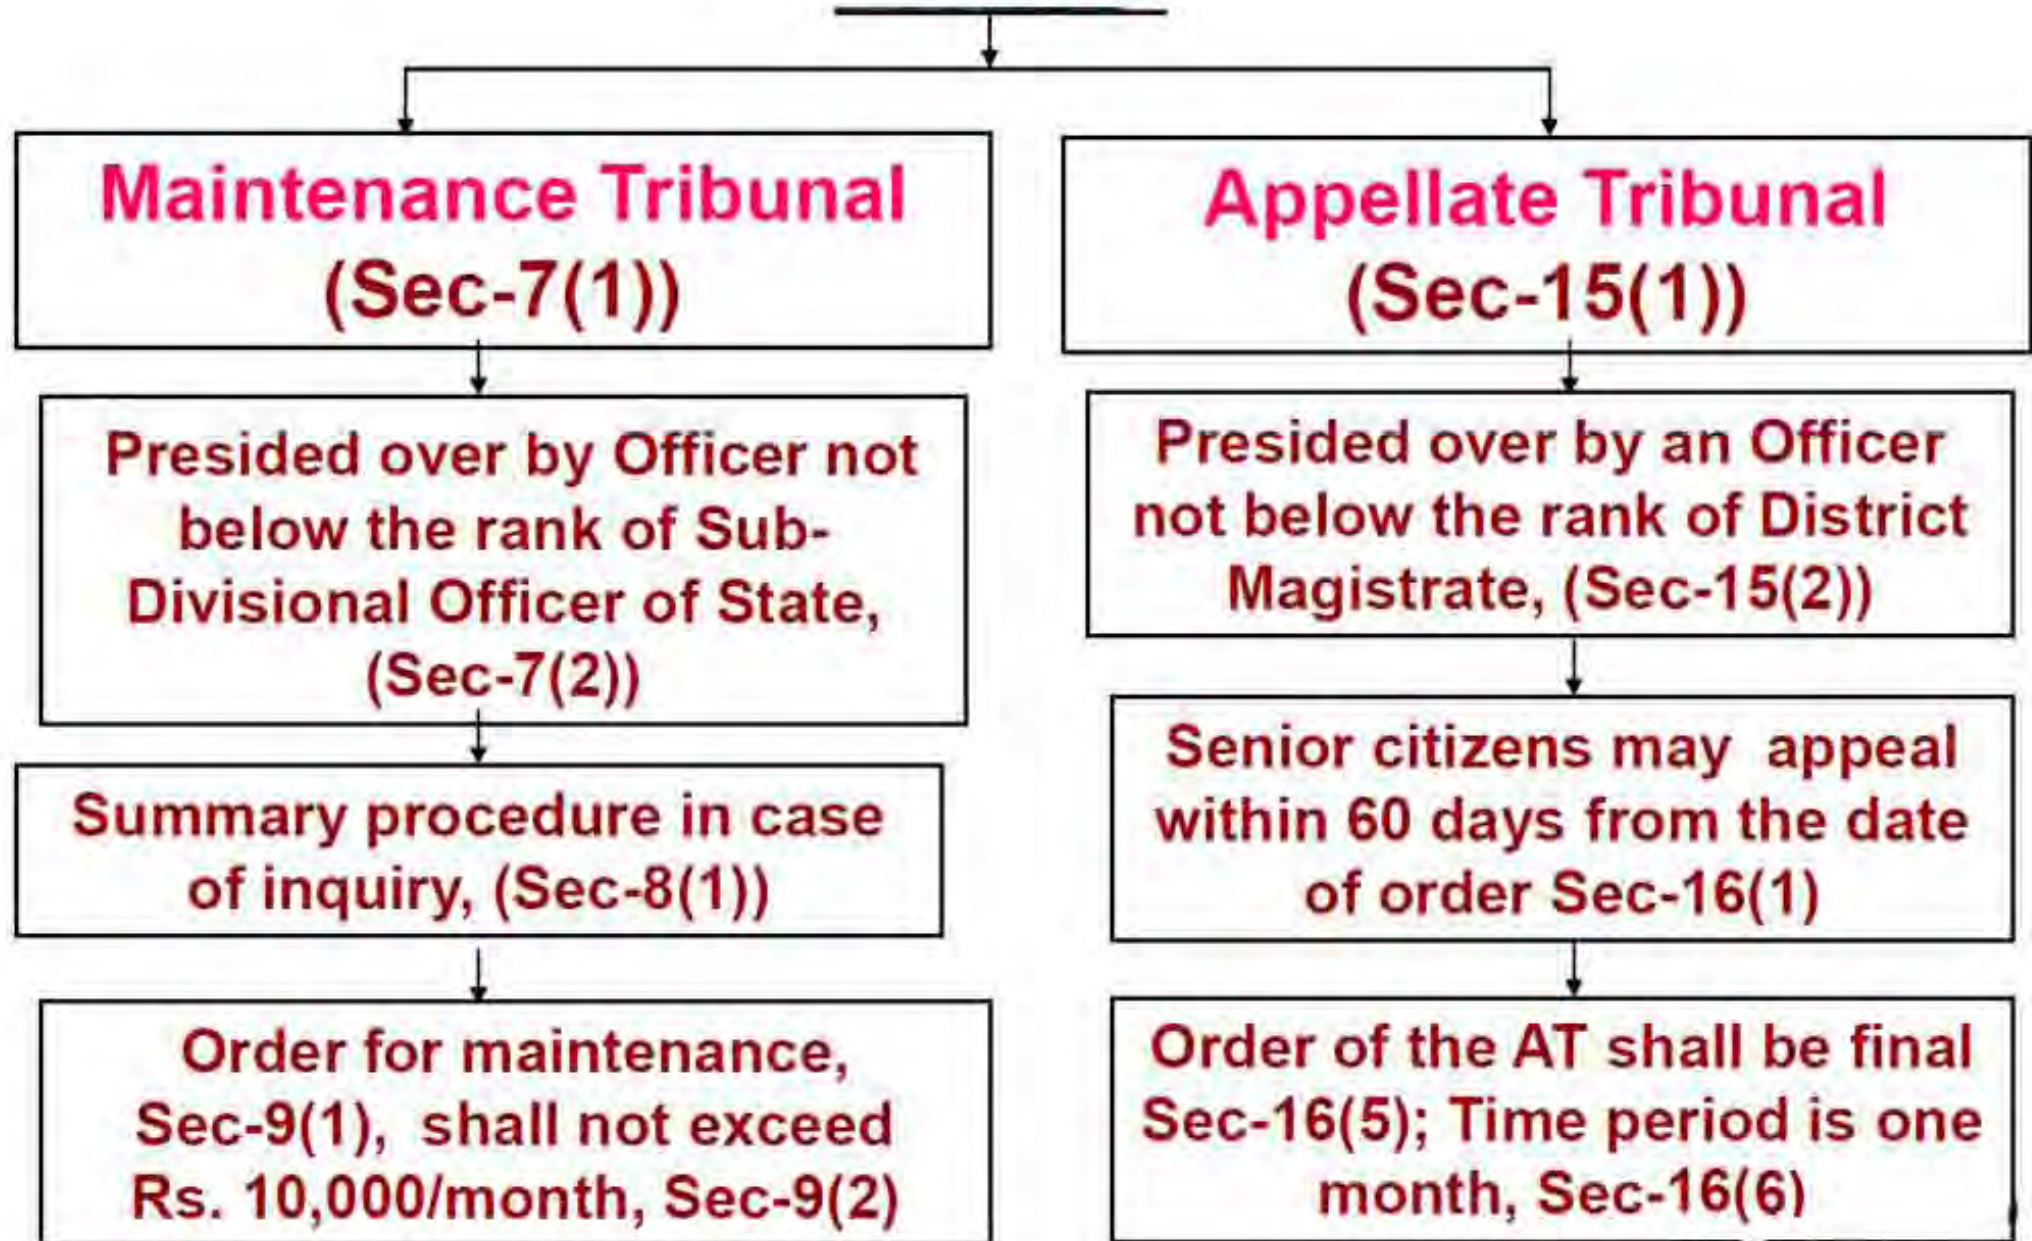 Maintenance Tribunal
(Sec-7(1))
Presided over by Officer not
below the rank of Sub-
Divisional Officer of State,
(Sec-7(2))
Summary procedure in case
of inquiry, (Sec-8(1))
Order for maintenance,
Sec-9(1), shall not exceed
Rs. 10,000/month, Sec-9(2)
Appellate Tribunal
(Sec-15(1))
Presided over by an Officer
not below the rank of District
Magistrate, (Sec-15(2))
Senior citizens may appeal
within 60 days from the date
of order Sec-16(1)
Order of the AT shall be final
Sec-16(5); Time period is one
month, Sec-16(6)